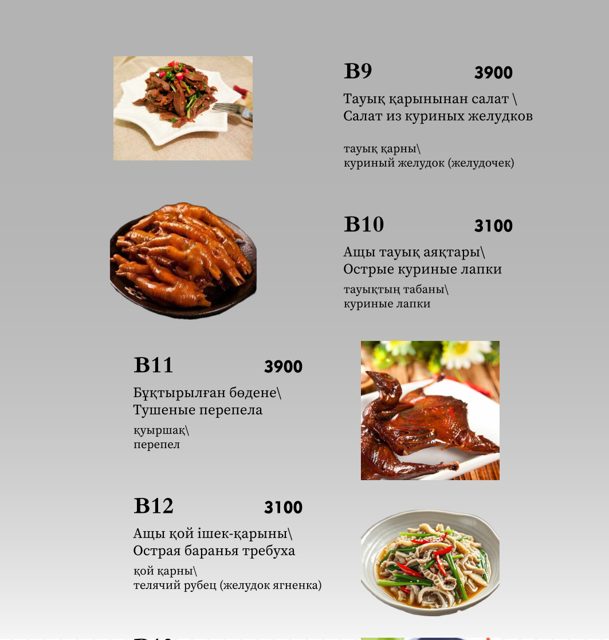 B9 3900
Тауық қарынынан салат \
Салат из куриных желудков
тауық қарны\
куриный желудок (желудочек)
B10 3100
Ащы тауық аяқтары\
Острые куриные лапки
тауықтың табаны\
куриные лапки
B11 3900
Бұқтырылған бөдене\
Тушеные перепела
қуыршақ\
перепел
B12 3100
Ащы қой ішек-қарыны\
Острая баранья требуха
қой қарны\
телячий рубец (желудок ягненка)